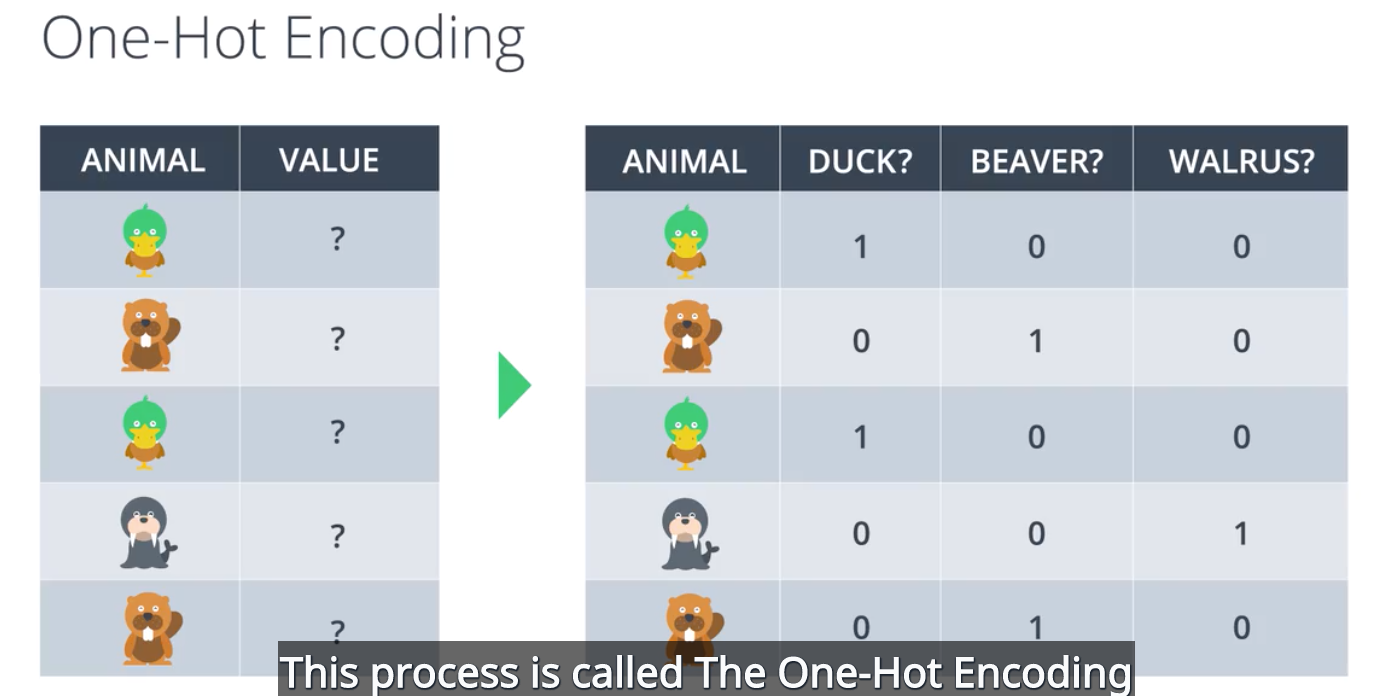 One-Hot Encoding
ANIMAL VALUE
?
?
?
?
?
ANIMAL DUCK? BEAVER? WALRUS?
1 0 0
0 1 0
1 0 0
0 0 1
0 1 0
This process is called The One-Hot Encoding